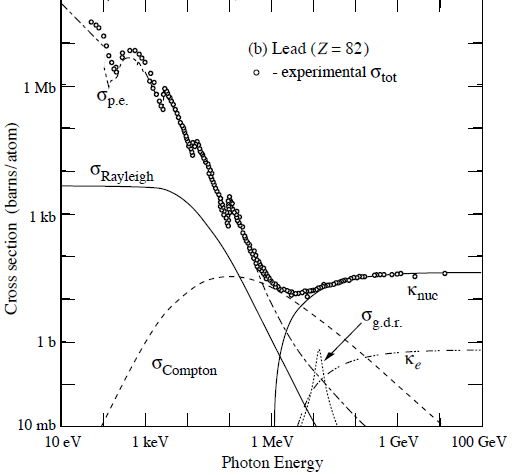 (b) Lead (Z = 82)
- experimental σtot
1 Mb
σp.e.
σRayleigh
Cross section (barns/atom)
1 kb
κnuc
σg.d.r.
1 b
κe
σCompton
10 mb
10 eV 1 keV 1 MeV 1 GeV 100 GeV
Photon Energy